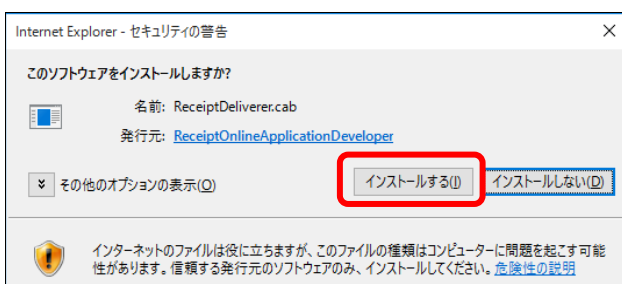 Internet Explorer - セキュリティの警告
このソフトウェアをインストールしますか?
名前: ReceiptDeliverer.cab
発行元: ReceiptOnlineApplicationDeveloper
その他のオプションの表示(O)
インストールする(I)
インストールしない(D)
インターネットのファイルは役に立ちますが、このファイルの種類はコンピューターに問題を起こす可能
性があります。信頼する発行元のソフトウェアのみ、インストールしてください。危険性の説明